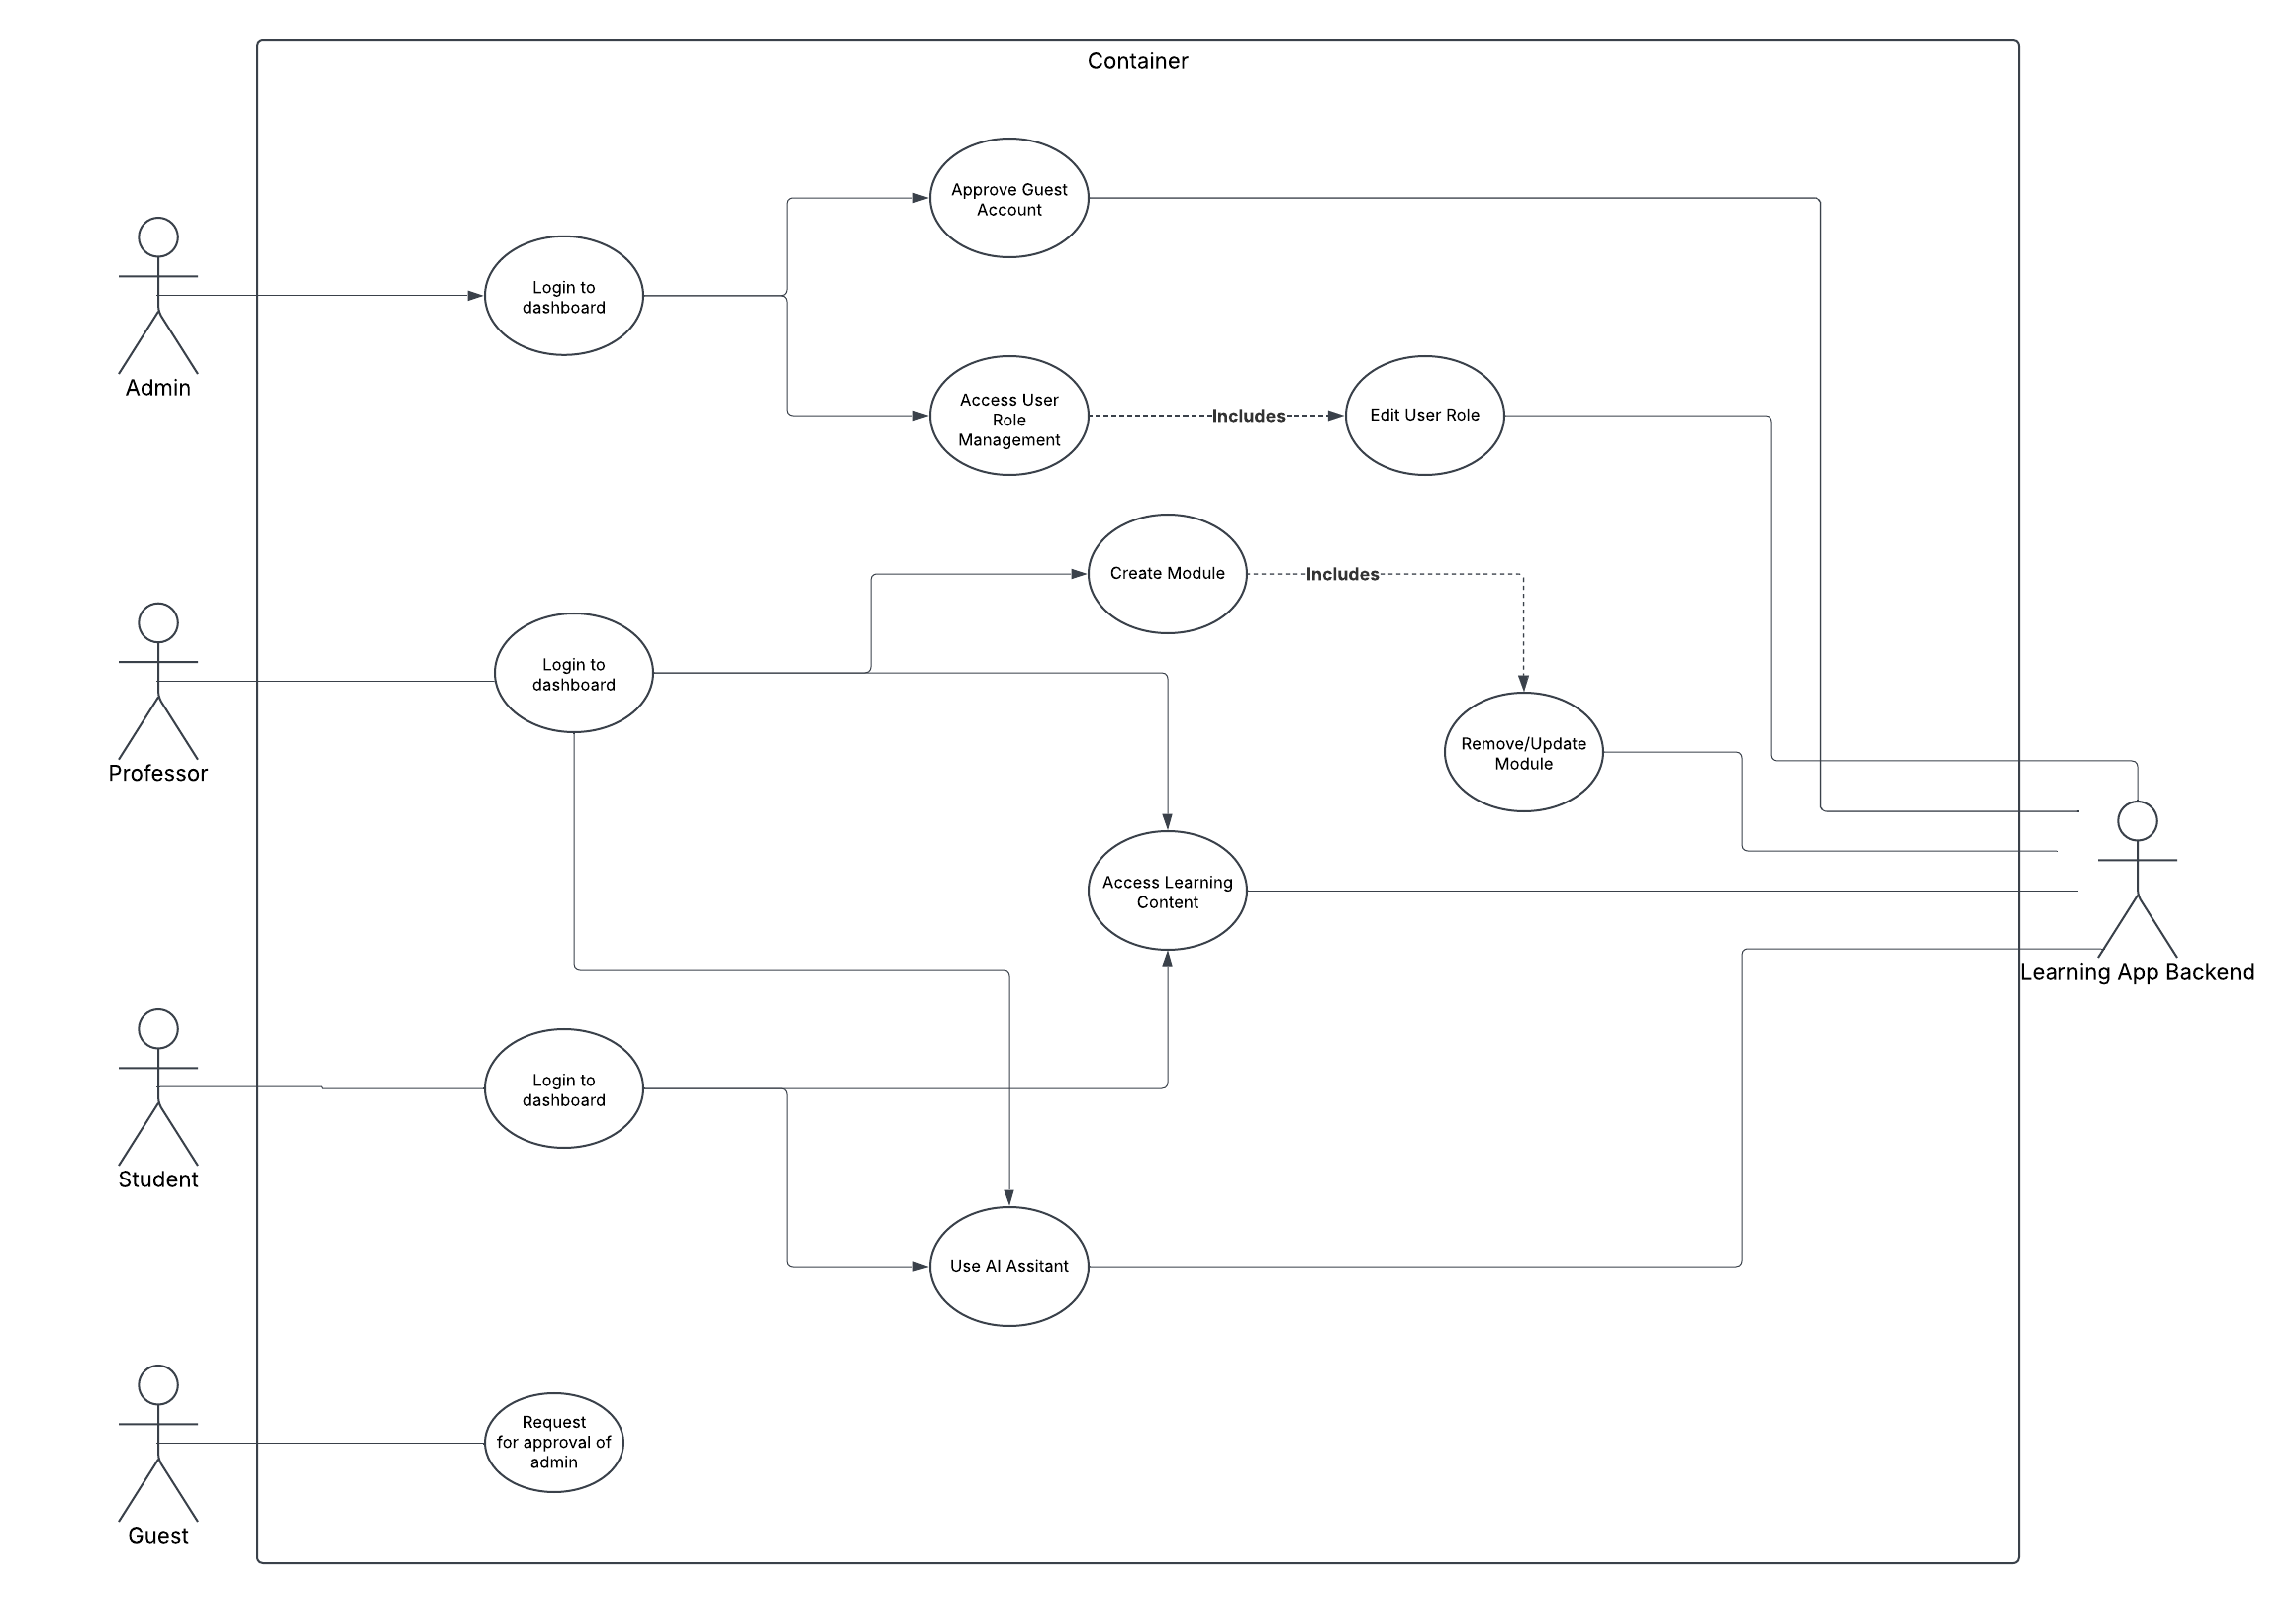 Container
Approve Guest
Account
Login to
dashboard
Admin
Access User
Role
Management
Includes
Edit User Role
Create Module
Includes
Login to
dashboard
Professor
Remove/Update
Module
Access Learning
Content
Learning App Backend
Login to
dashboard
Student
Use AI Assitant
Request
for approval of
admin
Guest